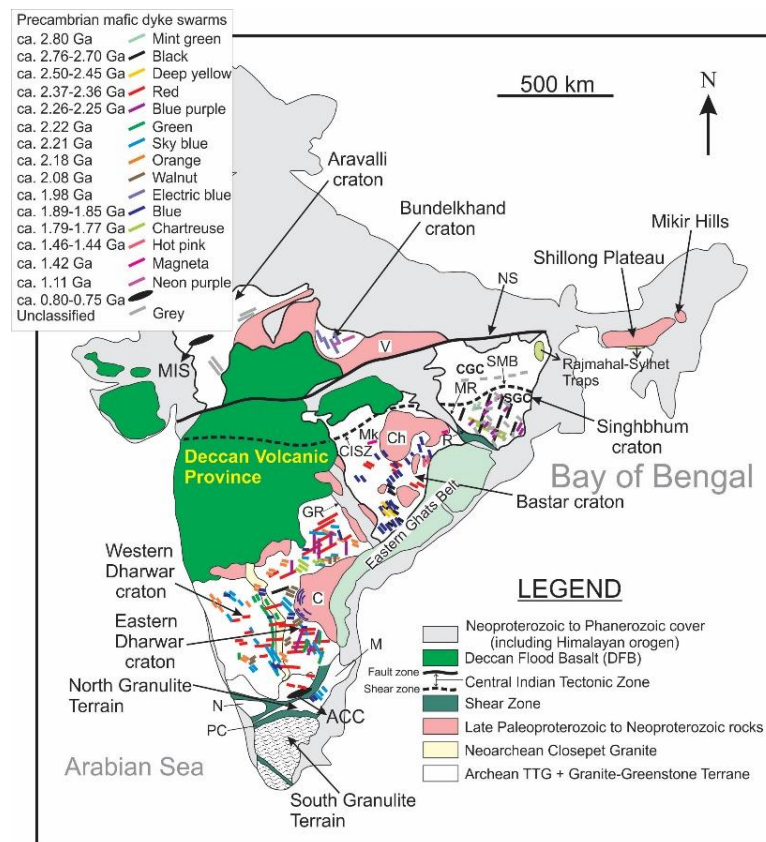 Precambrian mafic dyke swarms
ca. 2.80 Ga Mint green
ca. 2.76-2.70 Ga Black
ca. 2.50-2.45 Ga Deep yellow
ca. 2.37-2.36 Ga Red
ca. 2.26-2.25 Ga Blue purple
ca. 2.22 Ga Green
ca. 2.21 Ga Sky blue
ca. 2.18 Ga Orange
ca. 2.08 Ga Walnut
ca. 1.98 Ga Electric blue
ca. 1.89-1.85 Ga Blue
ca. 1.79-1.77 Ga Chartreuse
ca. 1.46-1.44 Ga Hot pink
ca. 1.42 Ga Magneta
ca. 1.11 Ga Neon purple
ca. 0.80-0.75 Ga
Unclassified Grey
500 km
N
Aravalli
craton
Bundelkhand
craton
Mikir Hills
Shillong Plateau
NS
MIS
V
CGC
SMB
MR
SGC
Rajmahal-Sylhet
Traps
Singhbhum
craton
R
Mk
Ch
CISZ
Deccan Volcanic
Province
Bay of Bengal
Bastar craton
GR
Eastern Ghats Belt
Western
Dharwar
craton
C
Eastern
Dharwar
craton
M
North Granulite
Terrain
N
ACC
PC
Arabian Sea
South Granulite
Terrain
LEGEND
Neoproterozoic to Phanerozoic cover
(including Himalayan orogen)
Deccan Flood Basalt (DFB)
Fault zone
Central Indian Tectonic Zone
Shear zone
Shear Zone
Late Paleoproterozoic to Neoproterozoic rocks
Neoarchean Closepet Granite
Archean TTG + Granite-Greenstone Terrane